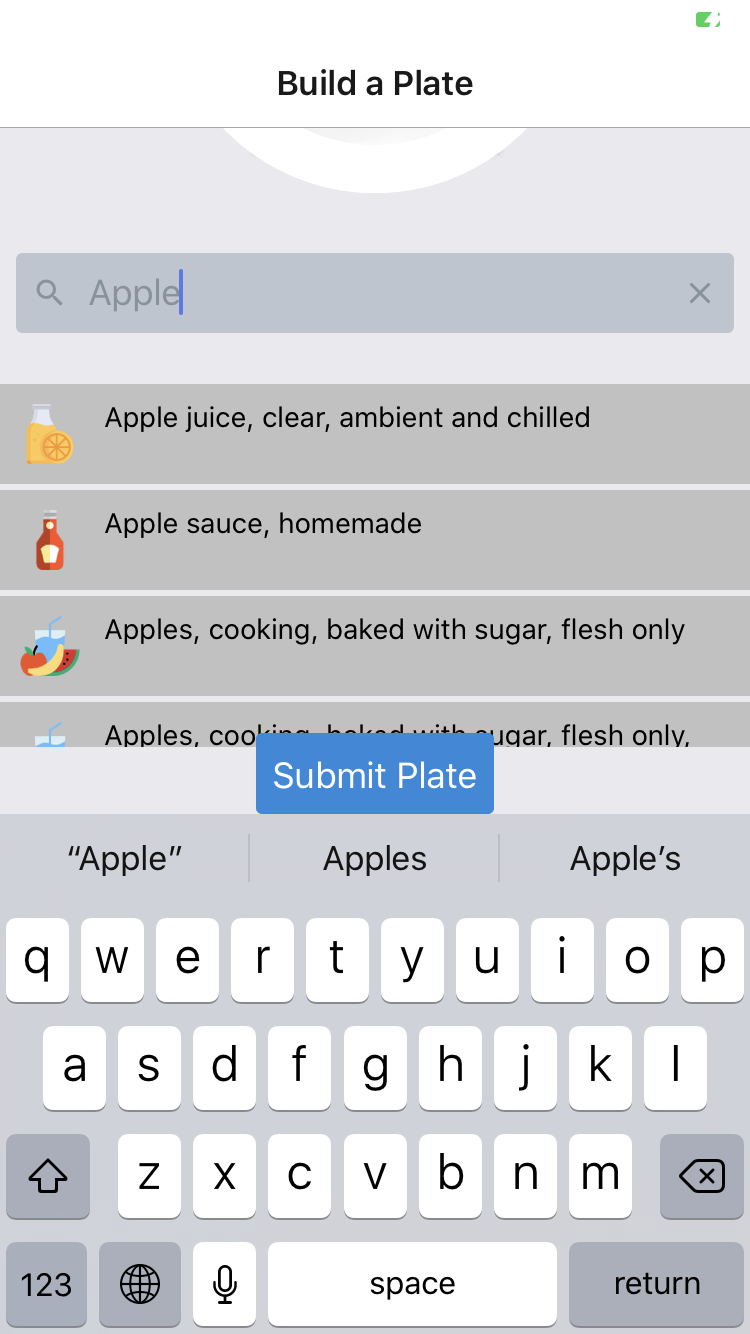 Build a Plate
Apple
Apple juice, clear, ambient and chilled
Apple sauce, homemade
Apples, cooking, baked with sugar, flesh only
Apples, cooking, baked with sugar, flesh only,
Submit Plate
“Apple” Apples Apple’s
q w e r t y u i o p
a s d f g h j k l
z x c v b n m
123 space return